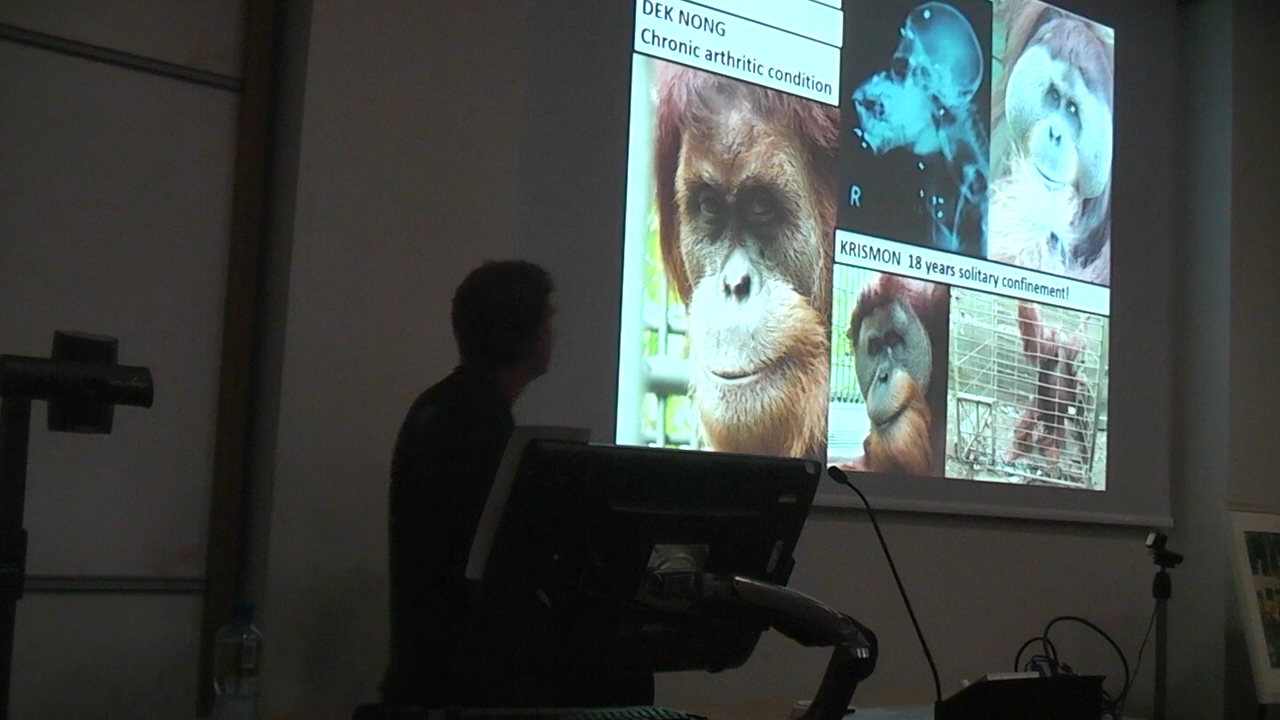 DEK NONG
Chronic arthritic condition
R
KRISMON 18 years solitary confinement!